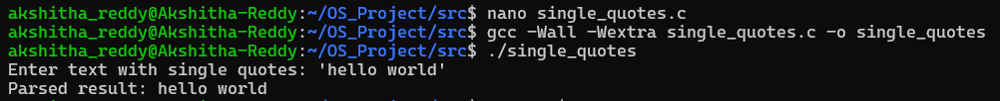 akshitha_reddy@Akshitha-Reddy:~/OS_Project/src$ nano single_quotes.c
akshitha_reddy@Akshitha-Reddy:~/OS_Project/src$ gcc -Wall -Wextra single_quotes.c -o single_quotes
akshitha_reddy@Akshitha-Reddy:~/OS_Project/src$ ./single_quotes
Enter text with single quotes: 'hello world'
Parsed result: hello world